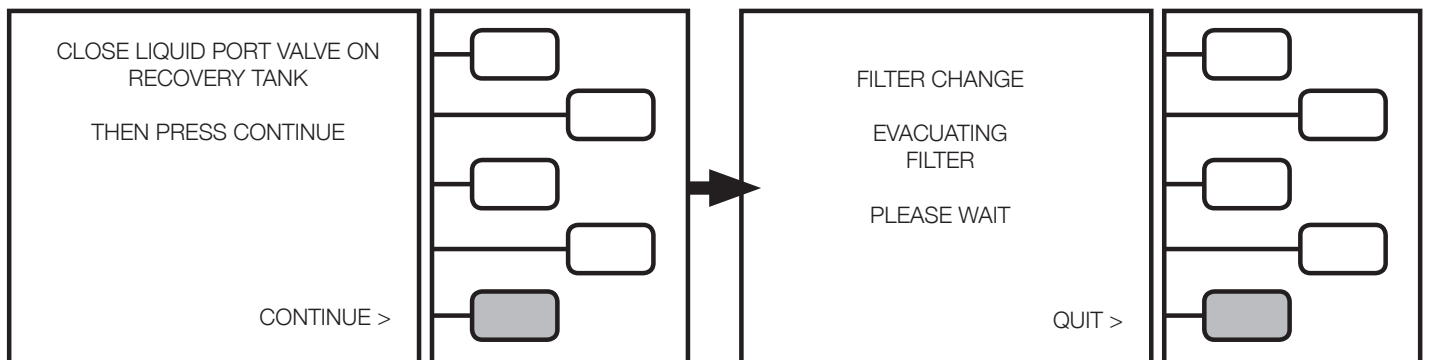 CLOSE LIQUID PORT VALVE ON
RECOVERY TANK
THEN PRESS CONTINUE
CONTINUE >
FILTER CHANGE
EVACUATING
FILTER
PLEASE WAIT
QUIT >